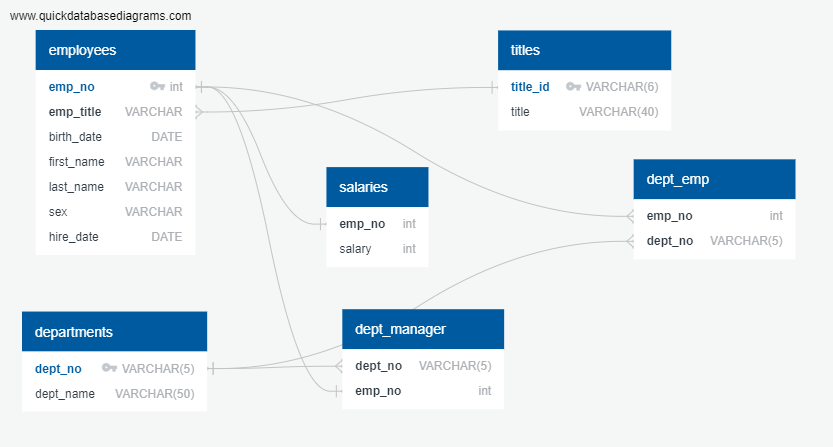 www.quickdatabasediagrams.com
employees
emp_no int
emp_title VARCHAR
birth_date DATE
first_name VARCHAR
last_name VARCHAR
sex VARCHAR
hire_date DATE
titles
title_id VARCHAR(6)
title VARCHAR(40)
salaries
emp_no int
salary int
dept_emp
emp_no int
dept_no VARCHAR(5)
departments
dept_no VARCHAR(5)
dept_name VARCHAR(50)
dept_manager
dept_no VARCHAR(5)
emp_no int